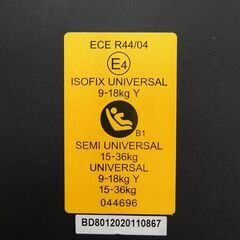 ECE R44/04
E4
ISOFIX UNIVERSAL
9-18kg Y
B1
SEMI UNIVERSAL
15-36kg
UNIVERSAL
9-18kg Y
15-36kg
044696
BD8012020110867